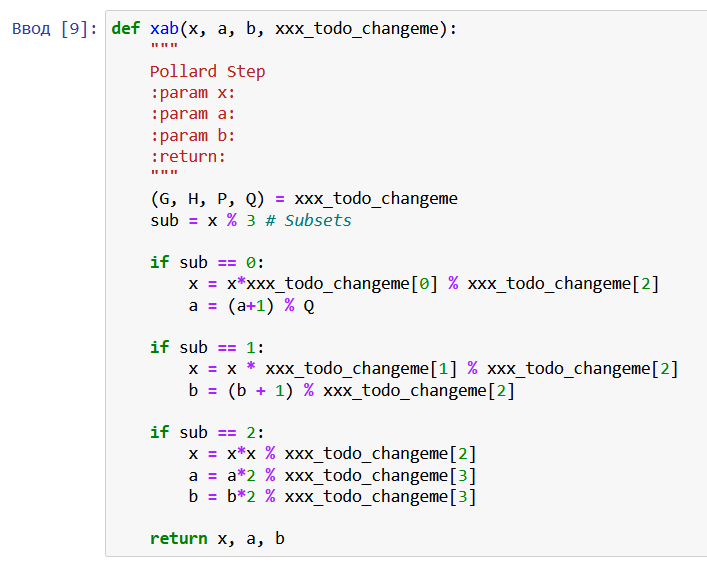 Ввод [9]: def xab(x, a, b, xxx_todo_changeme):
    """
    Pollard Step
    :param x:
    :param a:
    :param b:
    :return:
    """
    (G, H, P, Q) = xxx_todo_changeme
    sub = x % 3 # Subsets

    if sub == 0:
        x = x*xxx_todo_changeme[0] % xxx_todo_changeme[2]
        a = (a+1) % Q

    if sub == 1:
        x = x * xxx_todo_changeme[1] % xxx_todo_changeme[2]
        b = (b + 1) % xxx_todo_changeme[2]

    if sub == 2:
        x = x*x % xxx_todo_changeme[2]
        a = a*2 % xxx_todo_changeme[3]
        b = b*2 % xxx_todo_changeme[3]

    return x, a, b